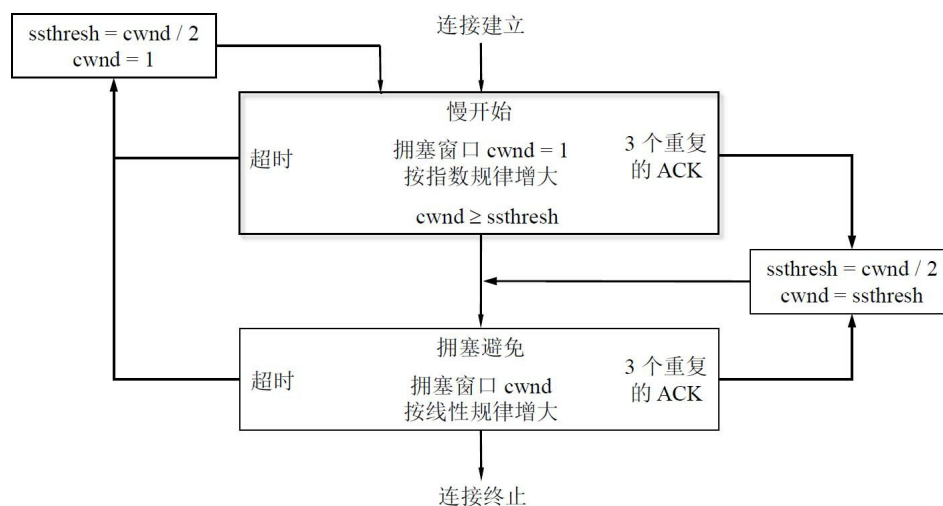 ssthresh = cwnd / 2
cwnd = 1
连接建立
慢开始
超时
拥塞窗口 cwnd = 1
按指数规律增大
3 个重复
的 ACK
cwnd ≥ ssthresh
ssthresh = cwnd / 2
cwnd = ssthresh
拥塞避免
超时
拥塞窗口 cwnd
按线性规律增大
3 个重复
的 ACK
连接终止